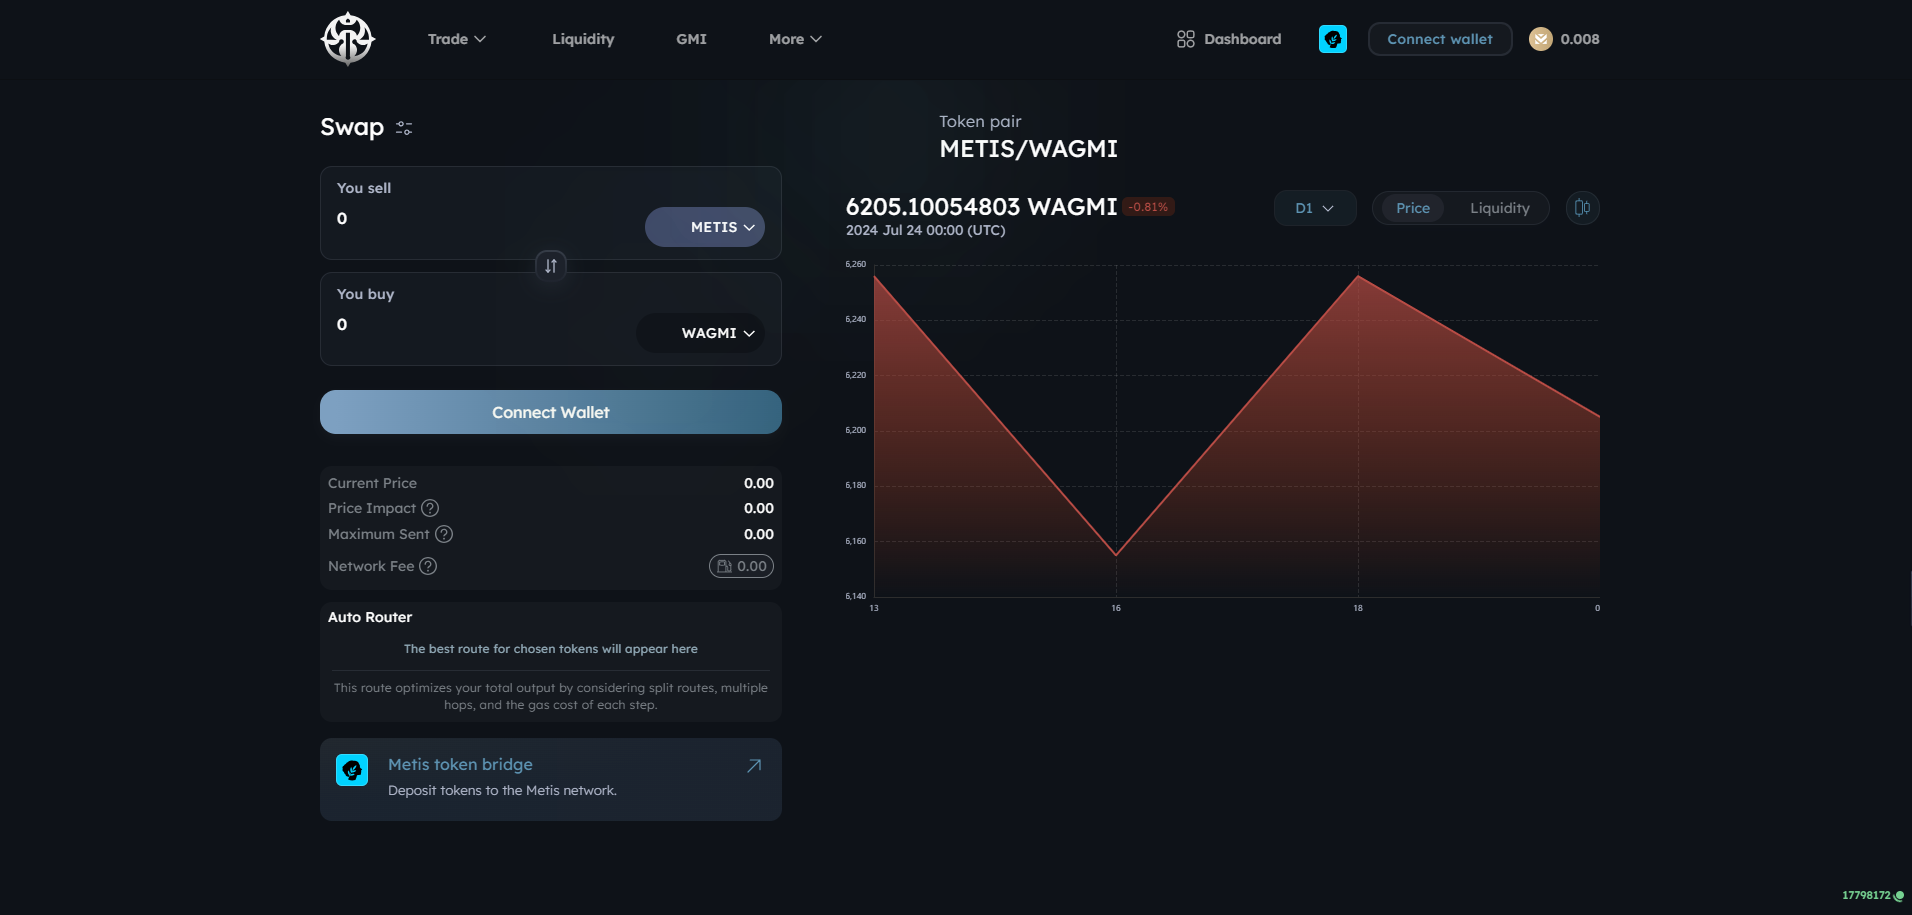 Trade
Liquidity
GMI
More
Dashboard
Connect wallet
0.008
Swap
You sell
0
METIS
You buy
0
WAGMI
Connect Wallet
Current Price 0.00
Price Impact ? 0.00
Maximum Sent ? 0.00
Network Fee ? 0.00
Auto Router
The best route for chosen tokens will appear here
This route optimizes your total output by considering split routes, multiple
hops, and the gas cost of each step.
Metis token bridge
Deposit tokens to the Metis network.
Token pair
METIS/WAGMI
6205.10054803 WAGMI -0.81%
2024 Jul 24 00:00 (UTC)
D1
Price
Liquidity
6,260
6,240
6,220
6,200
6,180
6,160
6,140
13 16 18 0
17798172